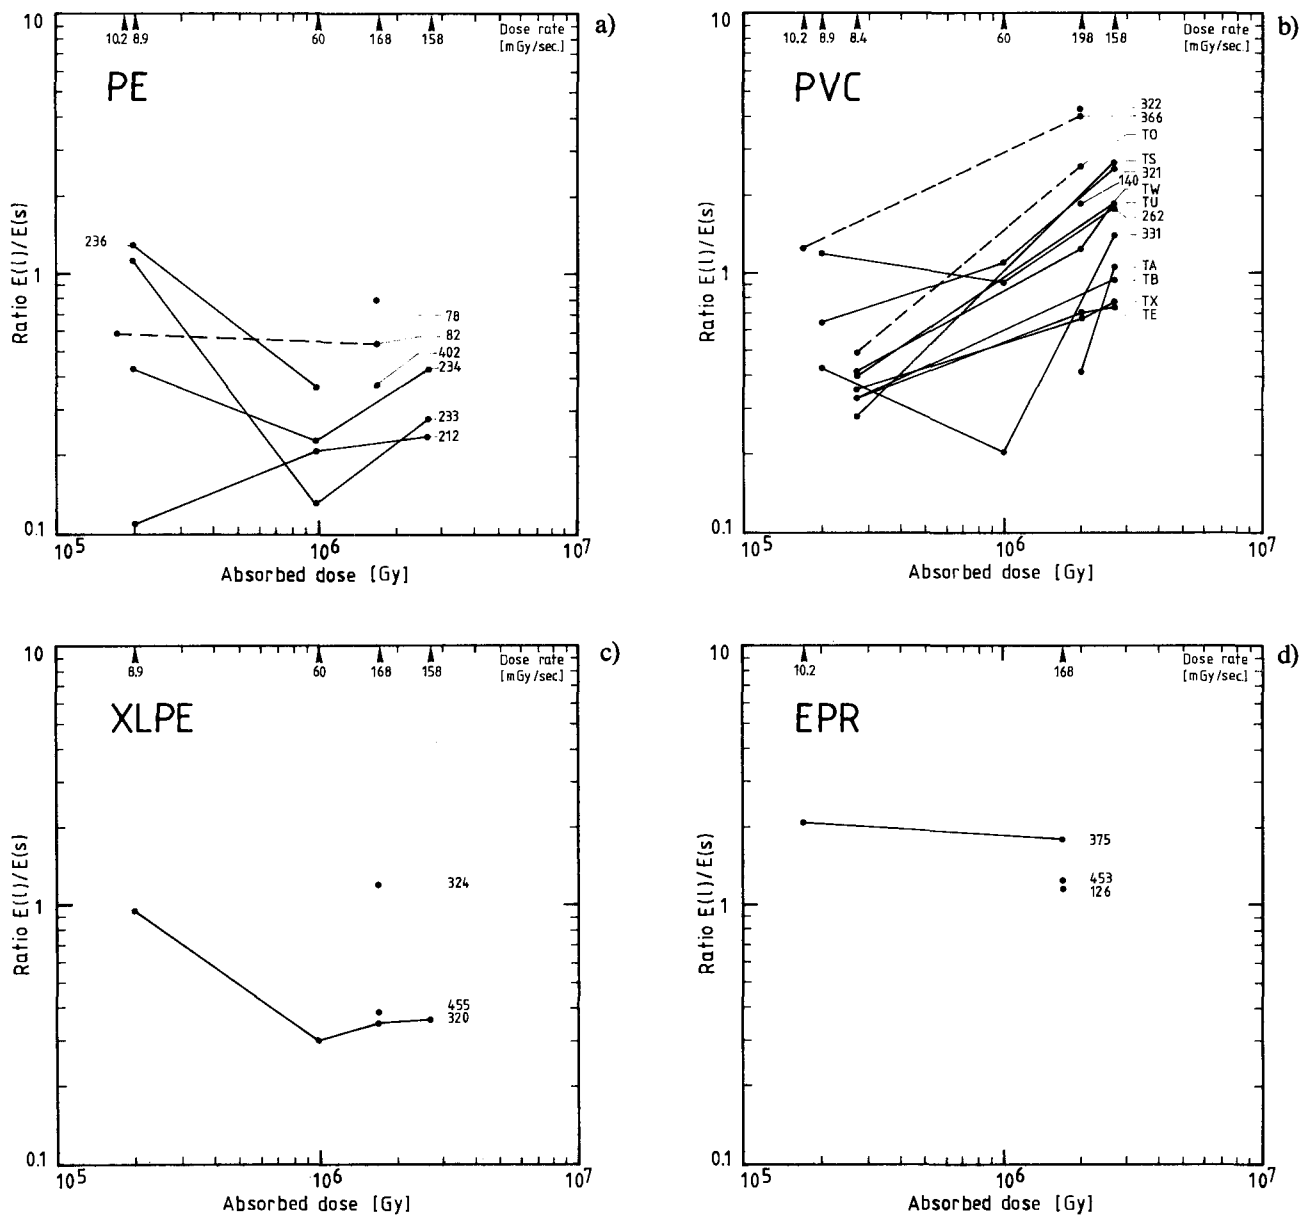 a)
10
10.2 8.9 60 168 158 Dose rate
[mGy/sec.]
PE
236
1
78
82
402
234
233
212
0.1
10^5 10^6 10^7
Ratio E(l)/E(s)
Absorbed dose [Gy]
b)
10
10.2 8.9 8.4 60 198 158 Dose rate
[mGy/sec.]
PVC
322
366
TO
TS
321
140
TW
TU
262
331
1
TA
TB
TX
TE
0.1
10^5 10^6 10^7
Ratio E(l)/E(s)
Absorbed dose [Gy]
c)
10
8.9 60 168 158 Dose rate
[mGy/sec.]
XLPE
324
1
455
320
0.1
10^5 10^6 10^7
Ratio E(l)/E(s)
Absorbed dose [Gy]
d)
10
10.2 168 Dose rate
[mGy/sec.]
EPR
375
453
126
1
0.1
10^5 10^6 10^7
Ratio E(l)/E(s)
Absorbed dose [Gy]